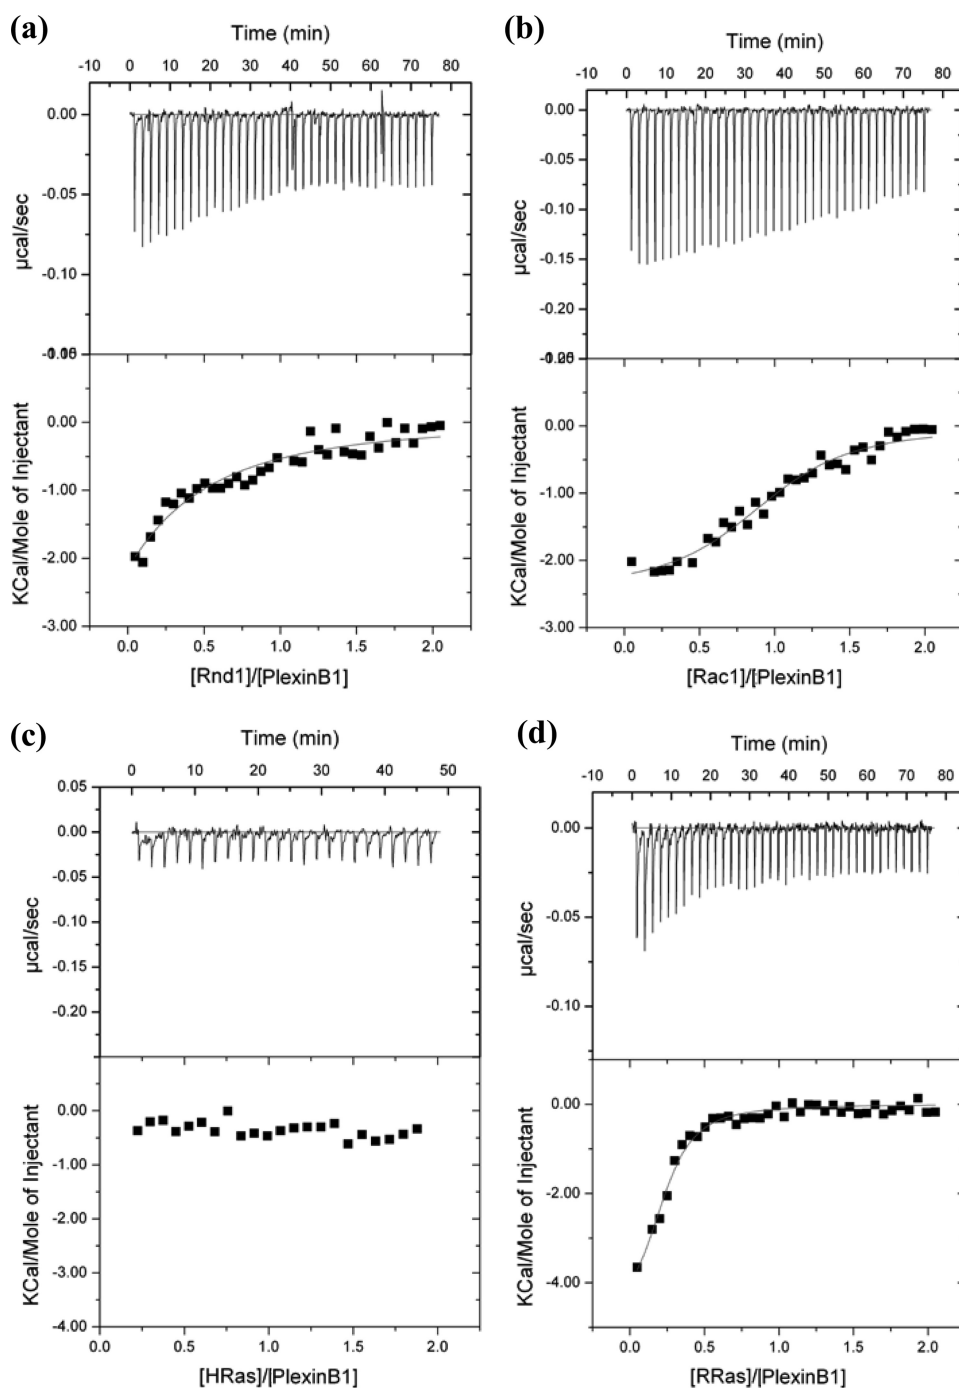 (a)
Time (min)
-10 0 10 20 30 40 50 60 70 80
0.00
-0.05
-0.10
µcal/sec
0.00
-1.00
-2.00
-3.00
KCal/Mole of Injectant
0.0 0.5 1.0 1.5 2.0
[Rnd1]/[PlexinB1]
(b)
Time (min)
-10 0 10 20 30 40 50 60 70 80
0.00
-0.05
-0.10
-0.15
-0.20
µcal/sec
0.00
-1.00
-2.00
-3.00
KCal/Mole of Injectant
0.0 0.5 1.0 1.5 2.0
[Rac1]/[PlexinB1]
(c)
Time (min)
0 10 20 30 40 50
0.05
0.00
-0.05
-0.10
-0.15
-0.20
µcal/sec
0.00
-1.00
-2.00
-3.00
-4.00
KCal/Mole of Injectant
0.0 0.5 1.0 1.5 2.0
[HRas]/[PlexinB1]
(d)
Time (min)
-10 0 10 20 30 40 50 60 70 80
0.00
-0.05
-0.10
µcal/sec
0.00
-2.00
-4.00
KCal/Mole of Injectant
0.0 0.5 1.0 1.5 2.0
[RRas]/[PlexinB1]